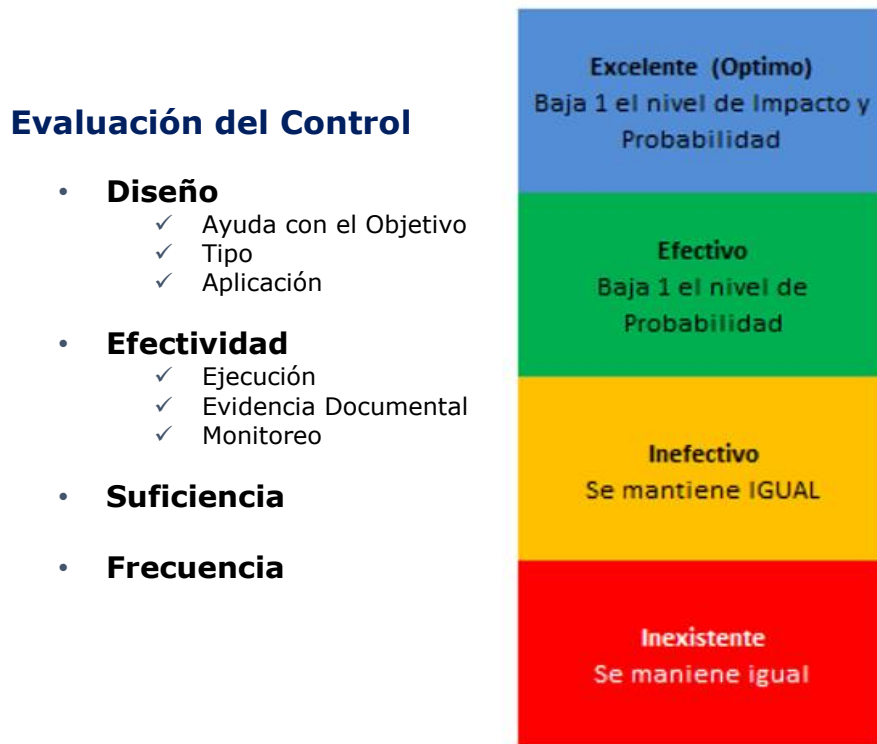 Evaluación del Control
• Diseño
✓ Ayuda con el Objetivo
✓ Tipo
✓ Aplicación
• Efectividad
✓ Ejecución
✓ Evidencia Documental
✓ Monitoreo
• Suficiencia
• Frecuencia
Excelente (Optimo)
Baja 1 el nivel de Impacto y
Probabilidad
Efectivo
Baja 1 el nivel de
Probabilidad
Inefectivo
Se mantiene IGUAL
Inexistente
Se maniene igual